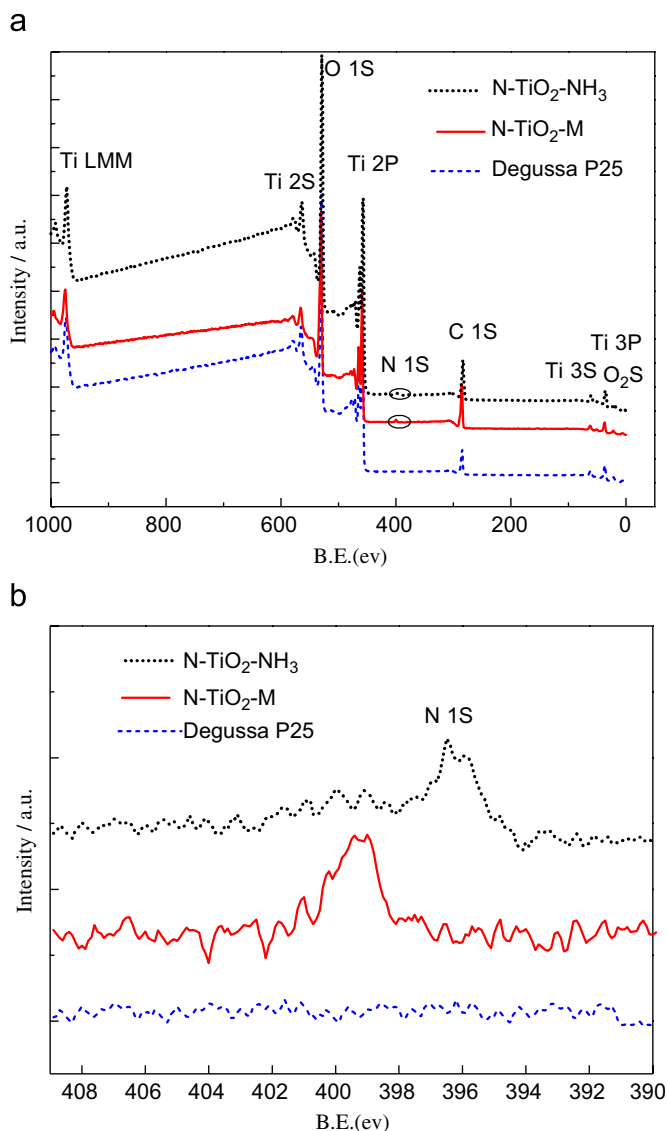 a
O 1S
N-TiO₂-NH₃
N-TiO₂-M
Degussa P25
Ti LMM
Ti 2S
Ti 2P
N 1S
C 1S
Ti 3P
Ti 3S
O₂S
Intensity / a.u.
1000 800 600 400 200 0
B.E.(ev)
b
N-TiO₂-NH₃
N-TiO₂-M
Degussa P25
N 1S
Intensity / a.u.
408 406 404 402 400 398 396 394 392 390
B.E.(ev)